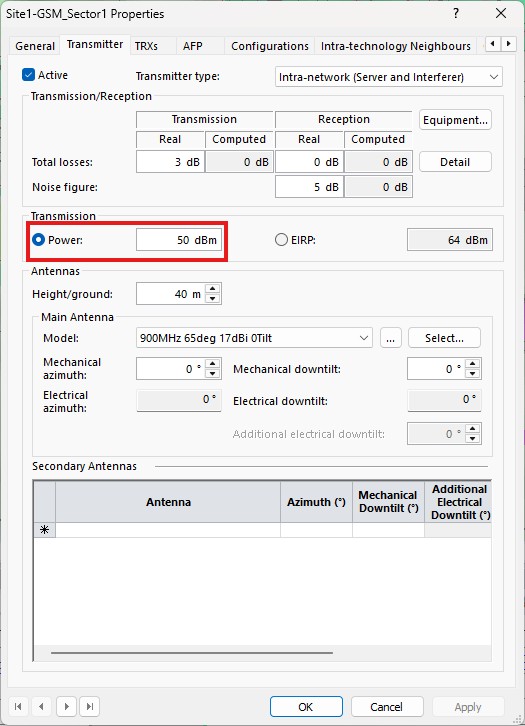 Site1-GSM_Sector1 Properties
?
General Transmitter TRXs AFP Configurations Intra-technology Neighbours
Active Transmitter type: Intra-network (Server and Interferer)
Transmission/Reception
Transmission Reception Equipment...
Real Computed Real Computed
Total losses: 3 dB 0 dB 0 dB 0 dB Detail
Noise figure: 5 dB 0 dB
Transmission
Power: 50 dBm EIRP: 64 dBm
Antennas
Height/ground: 40 m
Main Antenna
Model: 900MHz 65deg 17dBi 0Tilt ... Select...
Mechanical azimuth: 0 ° Mechanical downtilt: 0 °
Electrical azimuth: 0 ° Electrical downtilt: 0 °
Additional electrical downtilt: 0 °
Secondary Antennas
Antenna Azimuth (°) Mechanical Downtilt (°) Additional Electrical Downtilt (°)
OK Cancel Apply